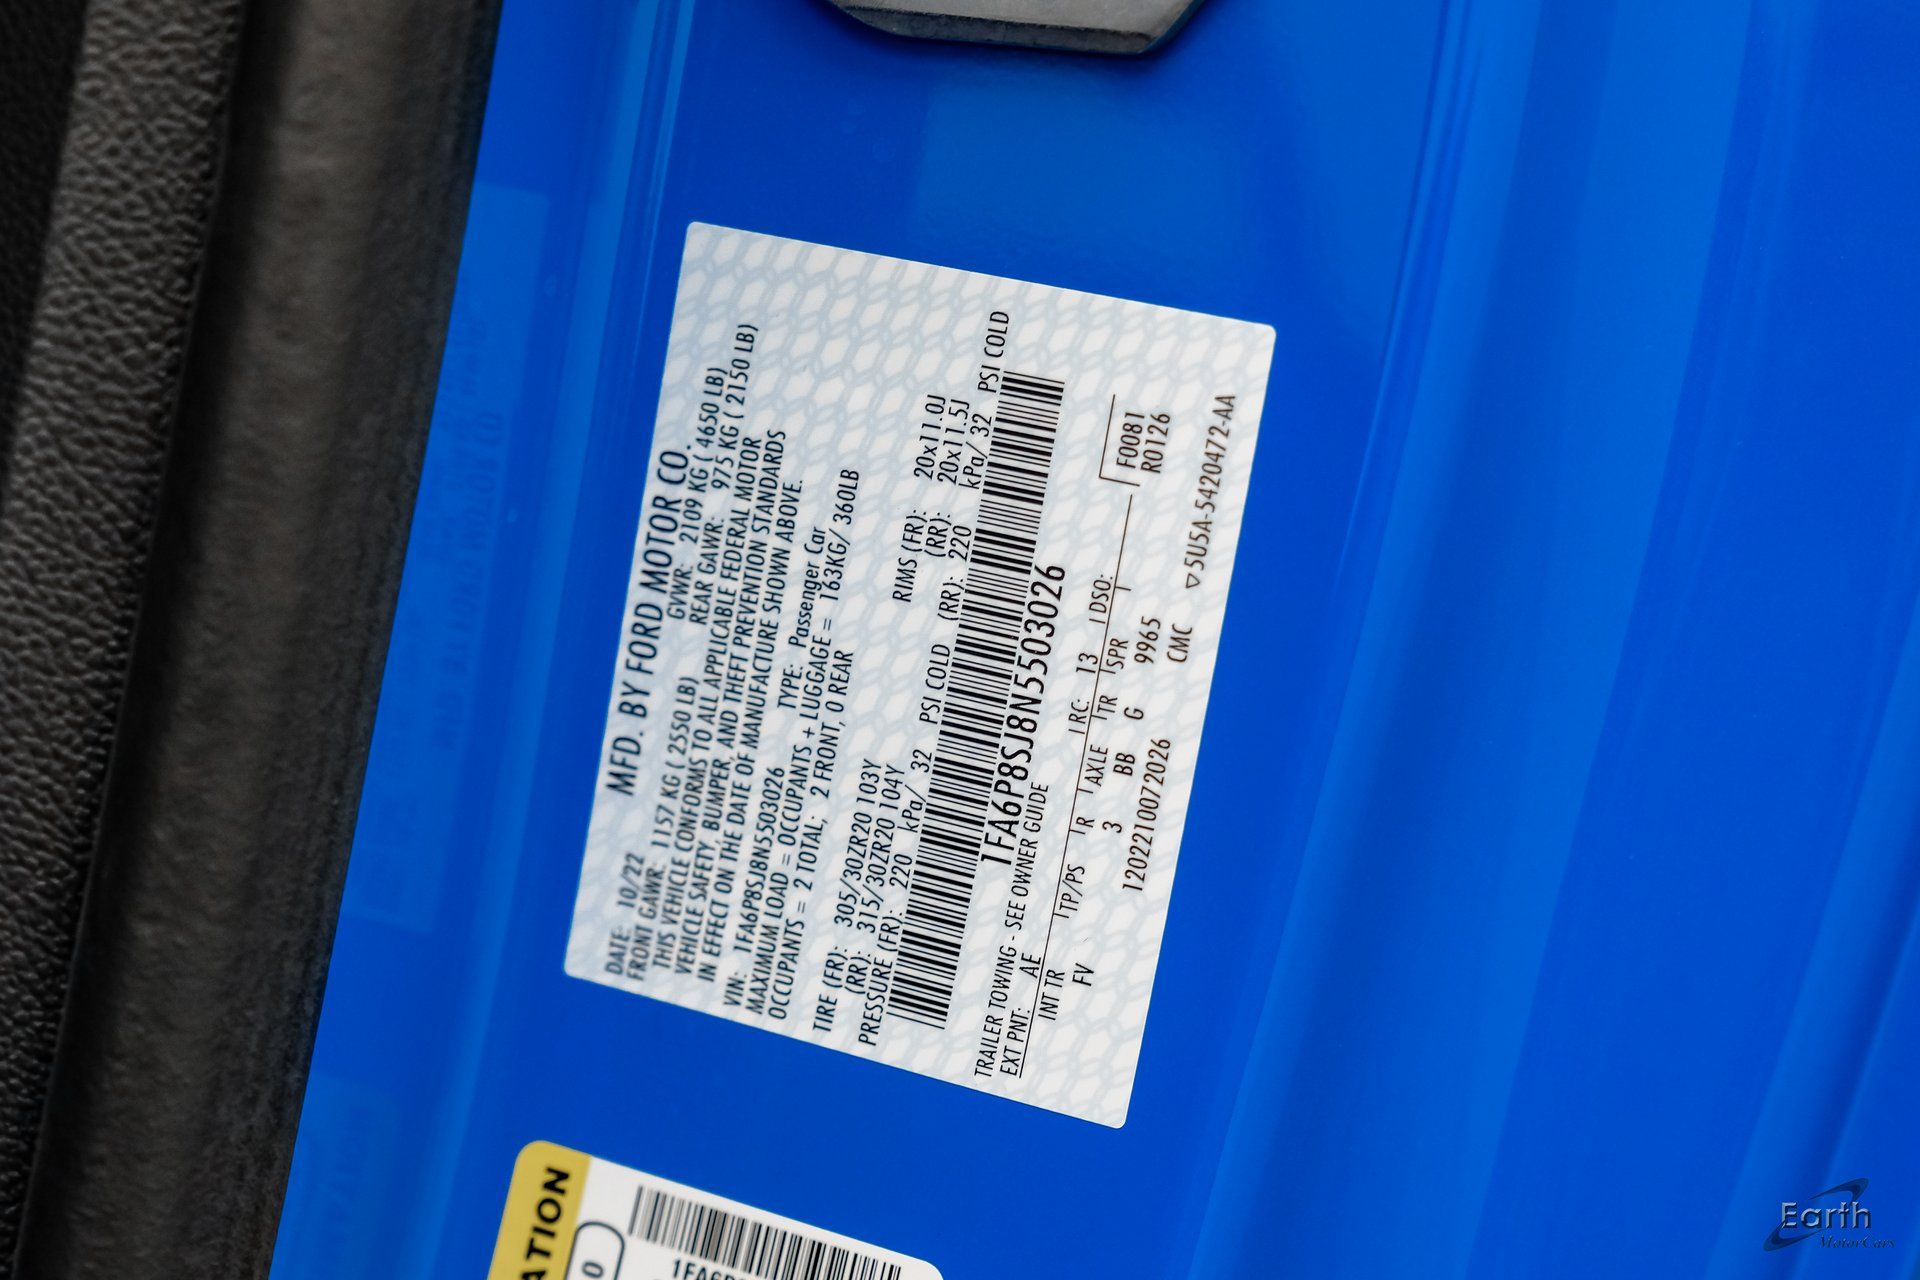 MFD. BY FORD MOTOR CO.
DATE: 10/22 GVWR: 2109 KG ( 4650 LB)
FRONT GAWR: 1157 KG ( 2550 LB) REAR GAWR: 975 KG ( 2150 LB)
THIS VEHICLE CONFORMS TO ALL APPLICABLE FEDERAL MOTOR
VEHICLE SAFETY, BUMPER, AND THEFT PREVENTION STANDARDS
IN EFFECT ON THE DATE OF MANUFACTURE SHOWN ABOVE.
VIN: 1FA6P8SJ8N5503026 TYPE: Passenger Car
MAXIMUM LOAD = OCCUPANTS + LUGGAGE = 163KG/ 360LB
OCCUPANTS = 2 TOTAL; 2 FRONT, 0 REAR
TIRE (FR): 305/30ZR20 103Y RIMS (FR): 20x11.0J
(RR): 315/30ZR20 104Y (RR): 20x11.5J
PRESSURE (FR): 220 kPa/ 32 PSI COLD (RR): 220 kPa/ 32 PSI COLD
1FA6P8SJ8N5503026
TRAILER TOWING - SEE OWNER GUIDE
EXT PNT: AE RC: 13 DSO: F0081
INT TR TP/PS R AXLE TR SPR R0126
FV 3 BB G 9965
1202210072026 CMC
▽5U5A-5420472-AA
ATION
0
1FA6P
Earth
MotorCars